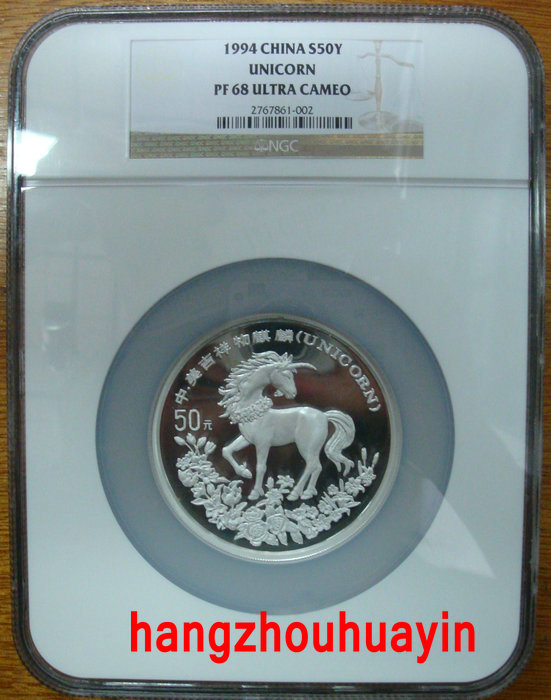 1994 CHINA S50Y
UNICORN
PF 68 ULTRA CAMEO
2767861-002
NGC
中美吉祥物麒麟(UNICORN)
50元
hangzhouhuayin